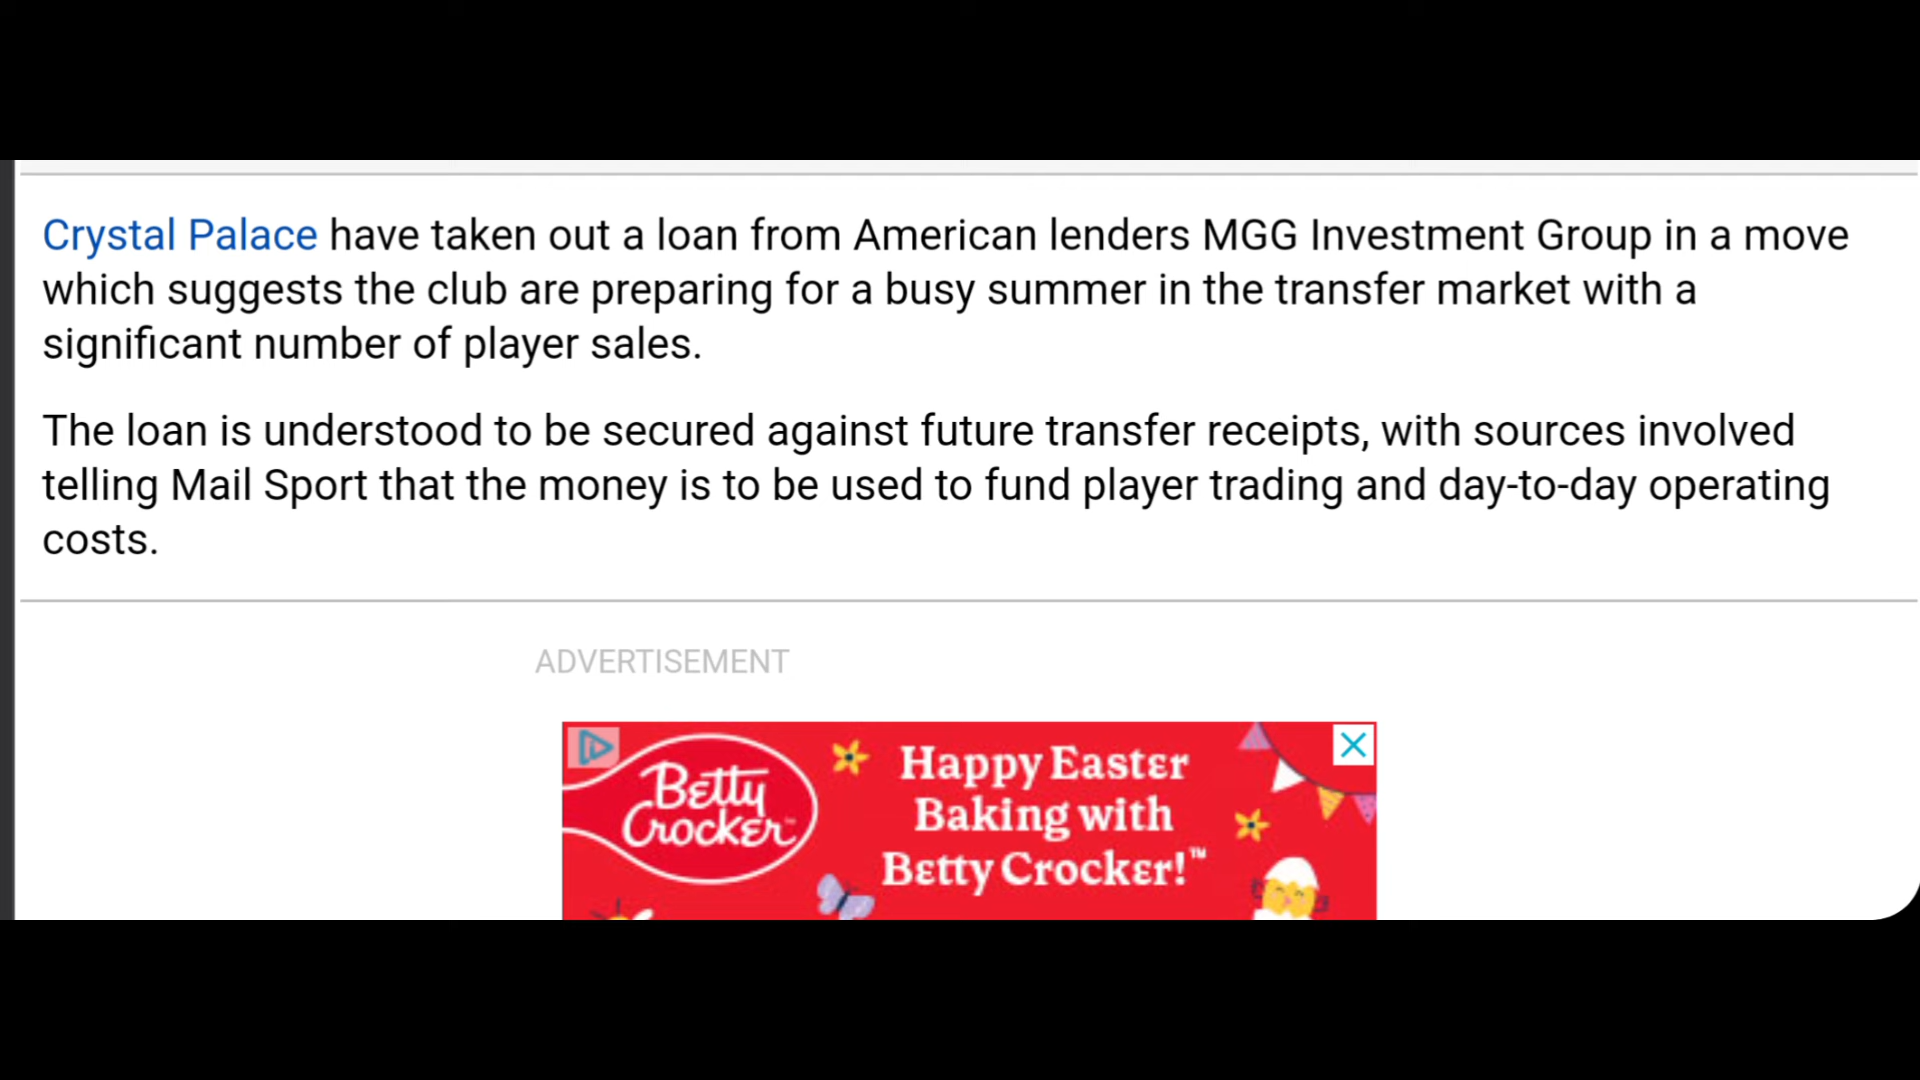 Crystal Palace have taken out a loan from American lenders MGG Investment Group in a move
which suggests the club are preparing for a busy summer in the transfer market with a
significant number of player sales.
The loan is understood to be secured against future transfer receipts, with sources involved
telling Mail Sport that the money is to be used to fund player trading and day-to-day operating
costs.
ADVERTISEMENT
Betty
Crocker™
Happy Easter
Baking with
Betty Crocker!™